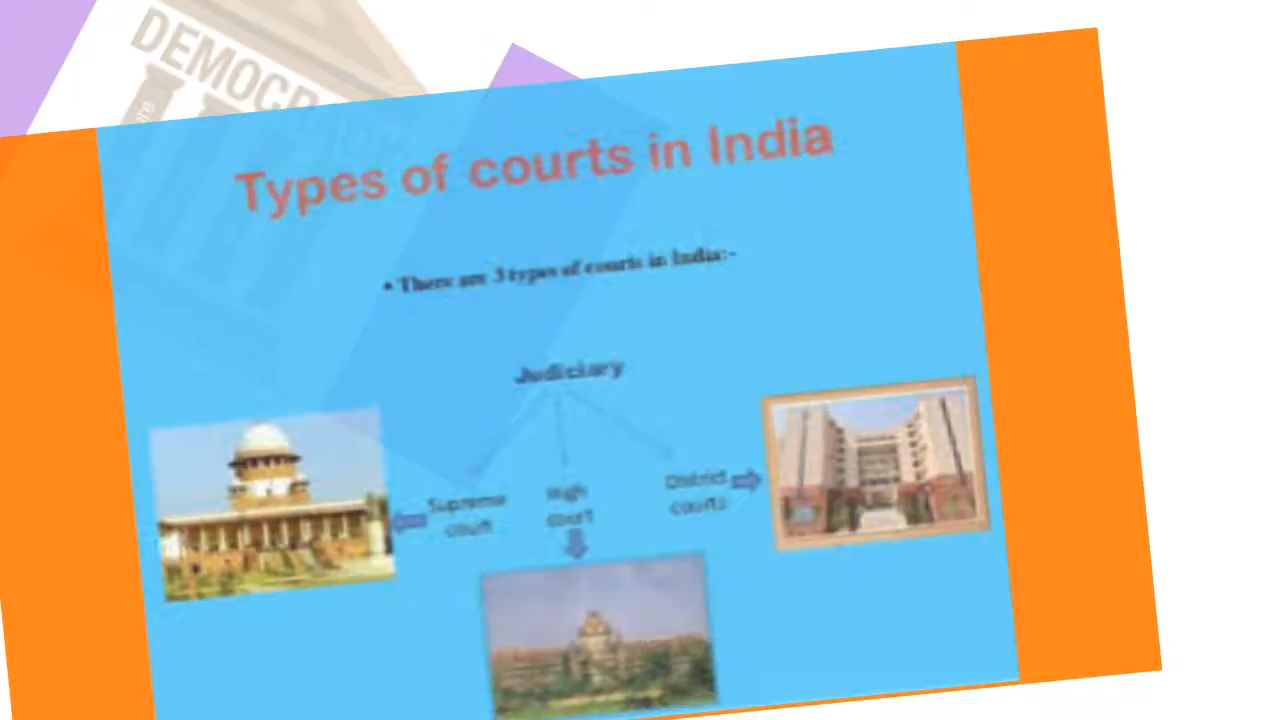 DEMOCR
Types of courts in India
• There are 3 types of courts in India:-
Judiciary
Supreme
court
High
court
District
courts